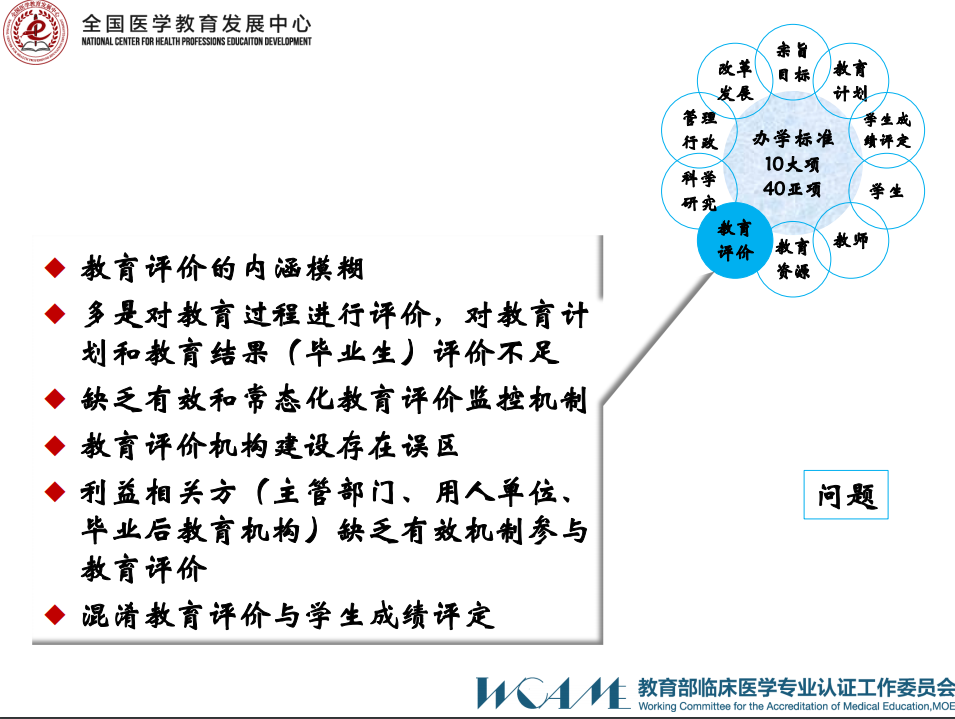 全国医学教育发展中心
NATIONAL CENTER FOR HEALTH PROFESSIONS EDUCAITON DEVELOPMENT
宗旨
目标
教育
计划
学生成
绩评定
学生
教师
教育
资源
教育
评价
科学
研究
管理
行政
改革
发展
办学标准
10大项
40亚项
教育评价的内涵模糊
多是对教育过程进行评价，对教育计
划和教育结果（毕业生）评价不足
缺乏有效和常态化教育评价监控机制
教育评价机构建设存在误区
利益相关方（主管部门、用人单位、
毕业后教育机构）缺乏有效机制参与
教育评价
混淆教育评价与学生成绩评定
问题
WCAME
教育部临床医学专业认证工作委员会
Working Committee for the Accreditation of Medical Education,MOE